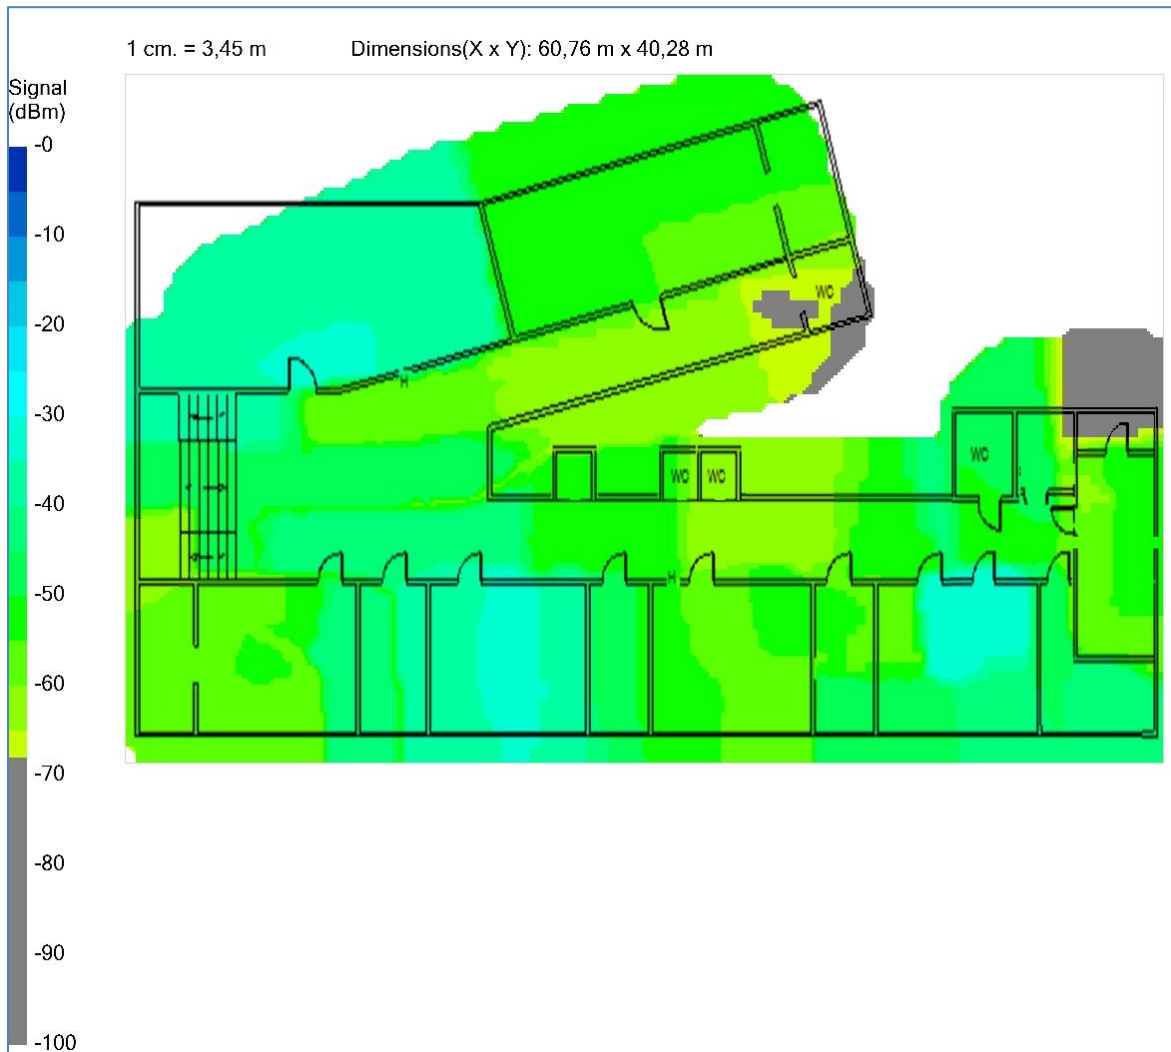 1 cm. = 3,45 m
Dimensions(X x Y): 60,76 m x 40,28 m
Signal
(dBm)
-0
-10
-20
-30
-40
-50
-60
-70
-80
-90
-100
WC
H
WC
WC
WC
H